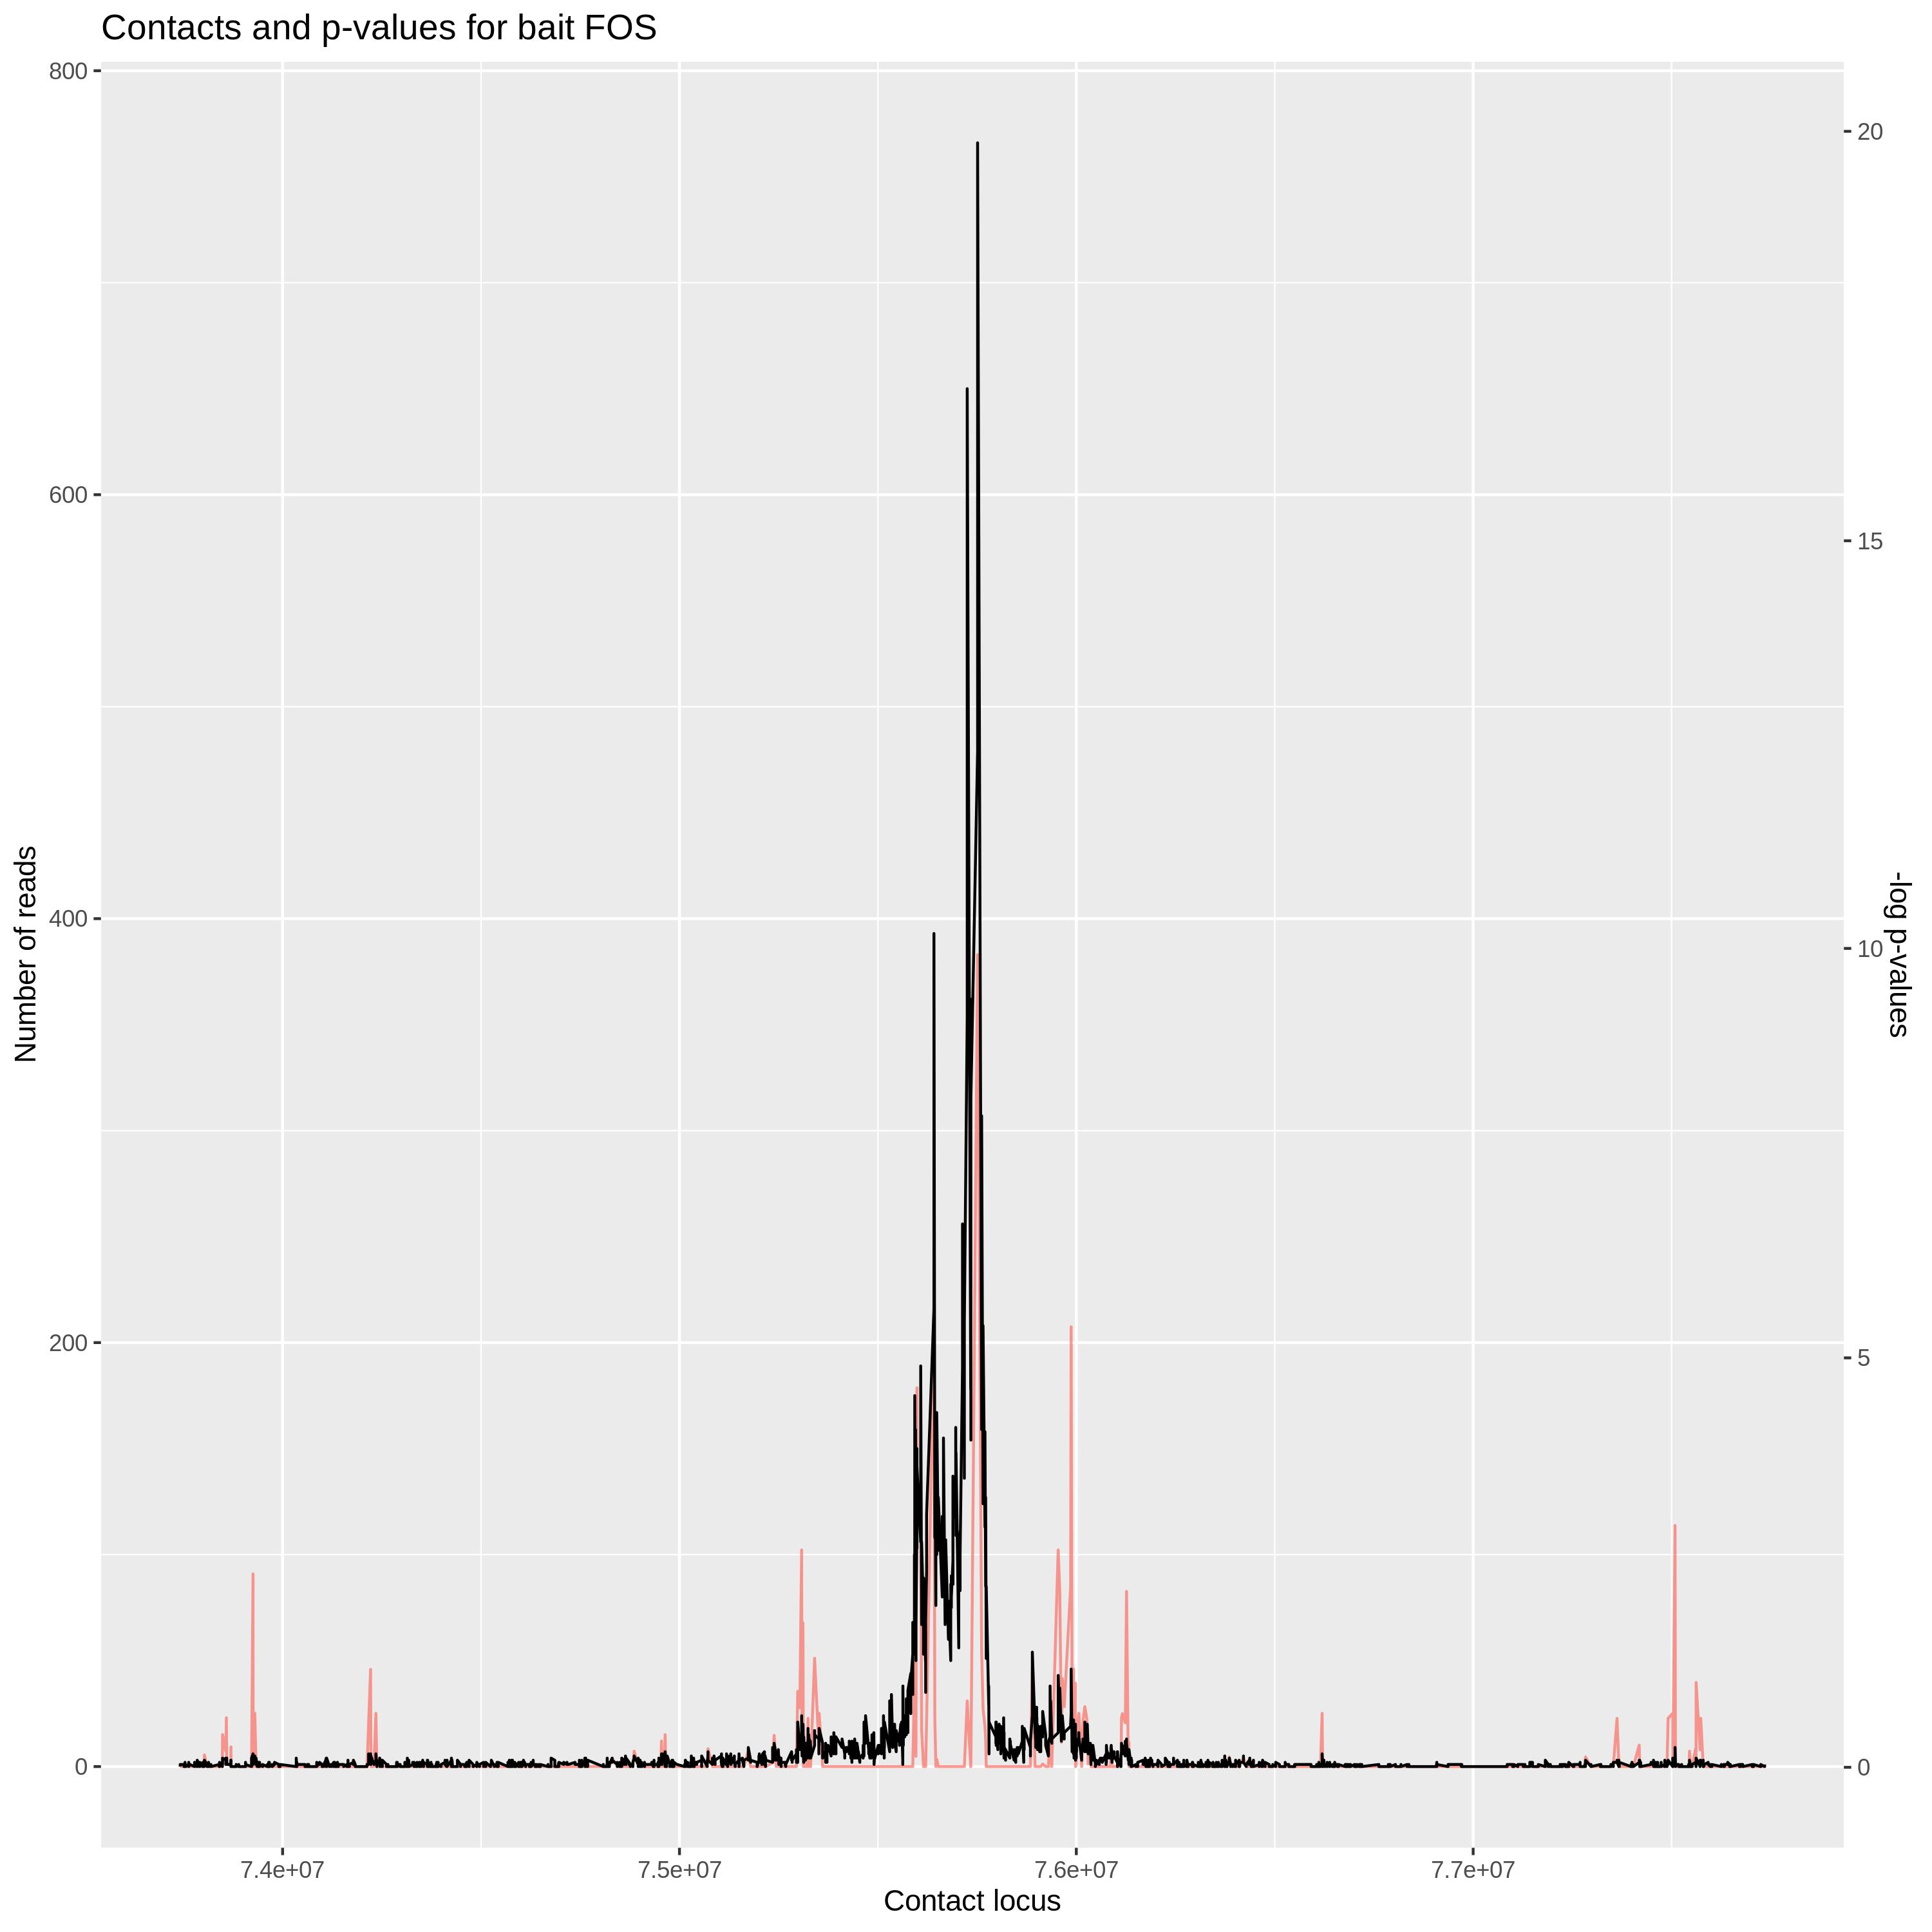 Contacts and p-values for bait FOS
800
600
400
200
0
Number of reads
20
15
10
5
0
-log p-values
7.4e+07
7.5e+07
7.6e+07
7.7e+07
Contact locus